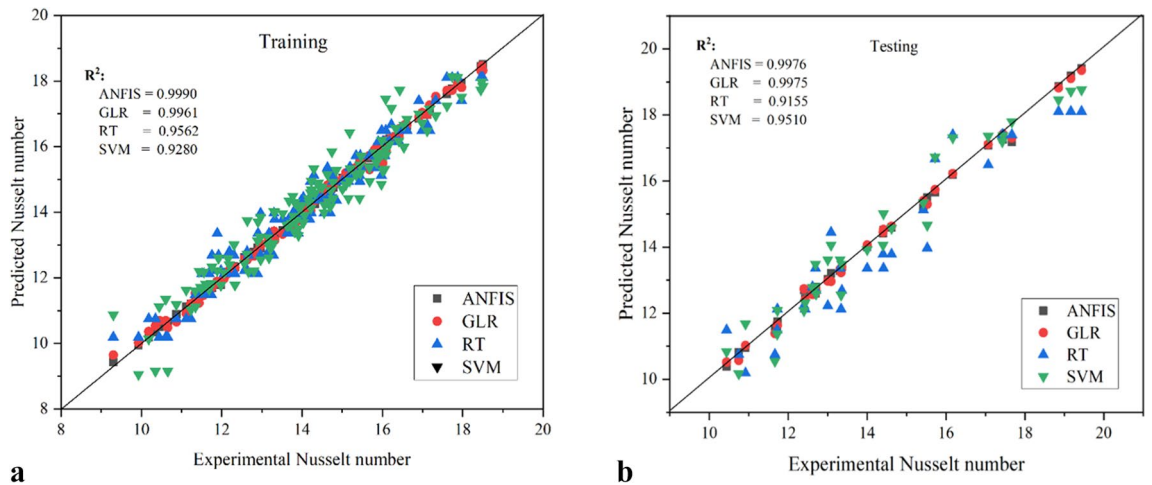 Training
R²:
ANFIS = 0.9990
GLR = 0.9961
RT = 0.9562
SVM = 0.9280
20
18
16
14
12
10
8
Predicted Nusselt number
8 10 12 14 16 18 20
Experimental Nusselt number
ANFIS
GLR
RT
SVM
a
Testing
R²:
ANFIS = 0.9976
GLR = 0.9975
RT = 0.9155
SVM = 0.9510
20
18
16
14
12
10
Predicted Nusselt number
10 12 14 16 18 20
Experimental Nusselt number
ANFIS
GLR
RT
SVM
b